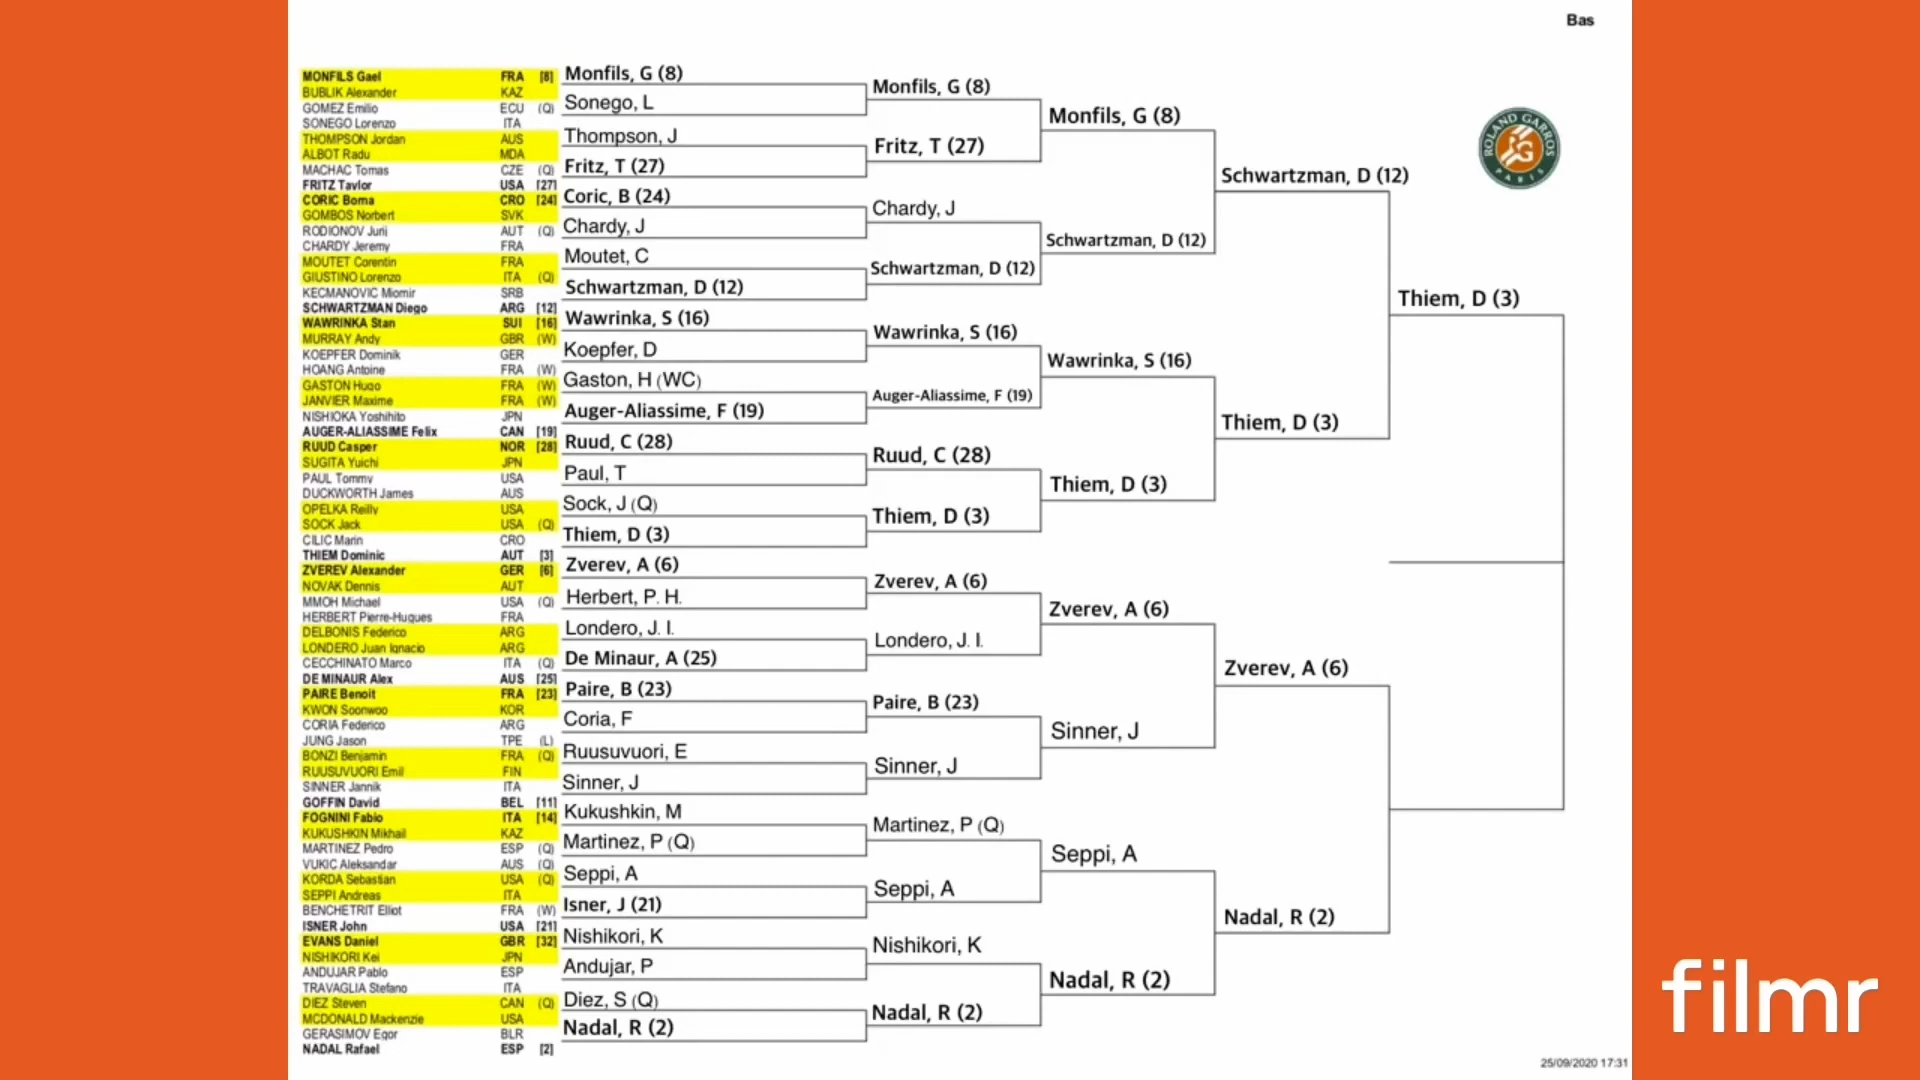 Bas
MONFILS Gael FRA [8]
BUBLIK Alexander KAZ
GOMEZ Emilio ECU (Q)
SONEGO Lorenzo ITA
THOMPSON Jordan AUS
ALBOT Radu MDA
MACHAC Tomas CZE (Q)
FRITZ Taylor USA [27]
CORIC Borna CRO [24]
GOMBOS Norbert SVK
RODIONOV Jurij AUT (Q)
CHARDY Jeremy FRA
MOUTET Corentin FRA
GIUSTINO Lorenzo ITA (Q)
KECMANOVIC Miomir SRB
SCHWARTZMAN Diego ARG [12]
WAWRINKA Stan SUI [16]
MURRAY Andy GBR (W)
KOEPFER Dominik GER
HOANG Antoine FRA (W)
GASTON Hugo FRA (W)
JANVIER Maxime FRA (W)
NISHIOKA Yoshihito JPN
AUGER-ALIASSIME Felix CAN [19]
RUUD Casper NOR [28]
SUGITA Yuichi JPN
PAUL Tommy USA
DUCKWORTH James AUS
OPELKA Reilly USA
SOCK Jack USA (Q)
CILIC Marin CRO
THIEM Dominic AUT [3]
ZVEREV Alexander GER [6]
NOVAK Dennis AUT
MMOH Michael USA (Q)
HERBERT Pierre-Hugues FRA
DELBONIS Federico ARG
LONDERO Juan Ignacio ARG
CECCHINATO Marco ITA (Q)
DE MINAUR Alex AUS [25]
PAIRE Benoit FRA [23]
KWON Soonwoo KOR
CORIA Federico ARG
JUNG Jason TPE (L)
BONZI Benjamin FRA (Q)
RUUSUVUORI Emil FIN
SINNER Jannik ITA
GOFFIN David BEL [11]
FOGNINI Fabio ITA [14]
KUKUSHKIN Mikhail KAZ
MARTINEZ Pedro ESP (Q)
VUKIC Aleksandar AUS (Q)
KORDA Sebastian USA (Q)
SEPPI Andreas ITA
BENCHETRIT Elliot FRA (W)
ISNER John USA [21]
EVANS Daniel GBR [32]
NISHIKORI Kei JPN
ANDUJAR Pablo ESP
TRAVAGLIA Stefano ITA
DIEZ Steven CAN (Q)
MCDONALD Mackenzie USA
GERASIMOV Egor BLR
NADAL Rafael ESP [2]
Monfils, G (8)
Sonego, L
Thompson, J
Fritz, T (27)
Coric, B (24)
Chardy, J
Moutet, C
Schwartzman, D (12)
Wawrinka, S (16)
Koepfer, D
Gaston, H (WC)
Auger-Aliassime, F (19)
Ruud, C (28)
Paul, T
Sock, J (Q)
Thiem, D (3)
Zverev, A (6)
Herbert, P. H.
Londero, J. I.
De Minaur, A (25)
Paire, B (23)
Coria, F
Ruusuvuori, E
Sinner, J
Kukushkin, M
Martinez, P (Q)
Seppi, A
Isner, J (21)
Nishikori, K
Andujar, P
Diez, S (Q)
Nadal, R (2)
Monfils, G (8)
Fritz, T (27)
Chardy, J
Schwartzman, D (12)
Wawrinka, S (16)
Auger-Aliassime, F (19)
Ruud, C (28)
Thiem, D (3)
Zverev, A (6)
Londero, J. I.
Paire, B (23)
Sinner, J
Martinez, P (Q)
Seppi, A
Nishikori, K
Nadal, R (2)
Monfils, G (8)
Schwartzman, D (12)
Wawrinka, S (16)
Thiem, D (3)
Zverev, A (6)
Sinner, J
Seppi, A
Nadal, R (2)
Schwartzman, D (12)
Thiem, D (3)
Zverev, A (6)
Nadal, R (2)
Thiem, D (3)
ROLAND GARROS
RG
PARIS
filmr
25/09/2020 17:31